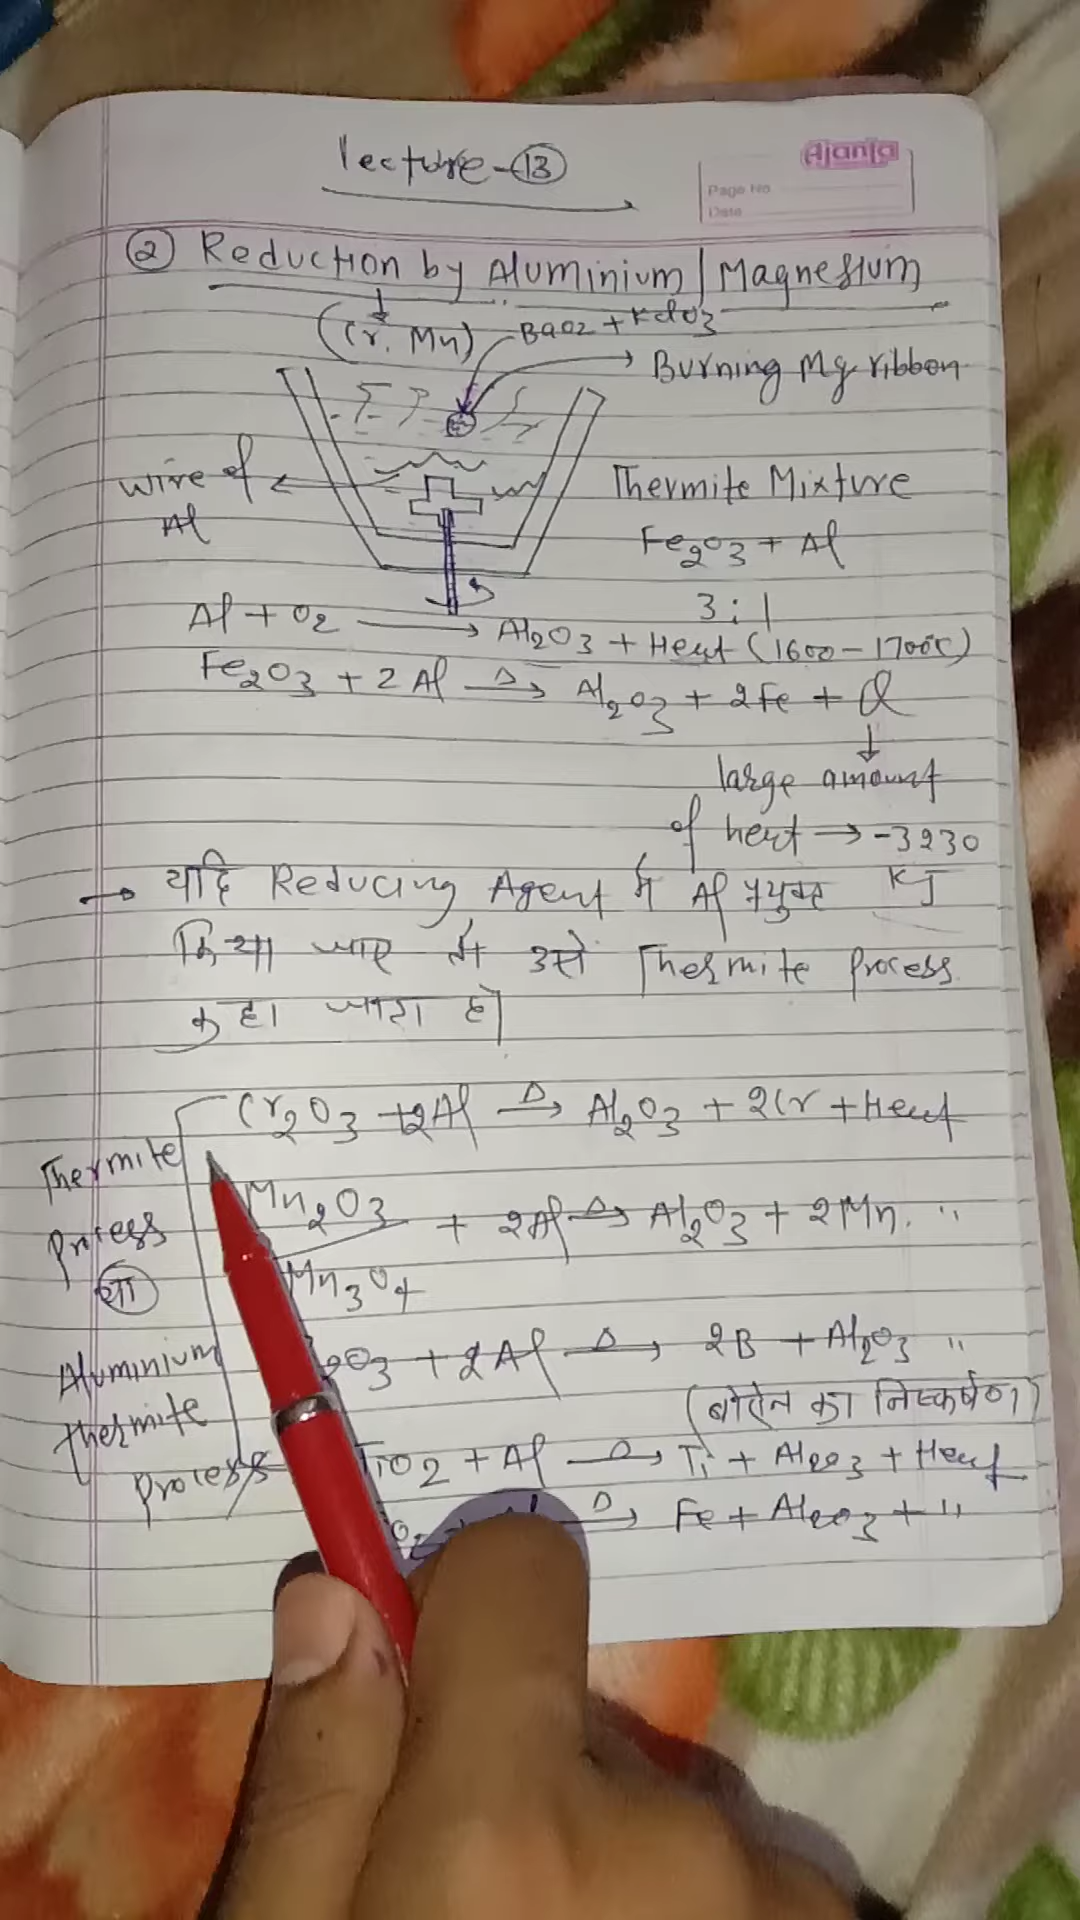 lecture-13
Ajanta
Page No
Date
② Reduction by Aluminium / Magnesium
(Cr, Mn)
BaO2 + KClO3
Burning Mg ribbon
wire of
Al
Thermite Mixture
Fe2O3 + Al
3:1
Al + O2 → Al2O3 + Heat (1600-1700°C)
Fe2O3 + 2Al →Δ Al2O3 + 2Fe + Q
large amount
of heat → -3230
KJ
→ यदि Reducing Agent में Al प्रयुक्त
किया जाए तो उसे Thermite Process
कहा जाता है|
Cr2O3 + 2Al →Δ Al2O3 + 2Cr + Heat
Thermite
Process
या
Aluminium
thermite
process
Mn2O3 + 2Al →Δ Al2O3 + 2Mn. "
Mn3O4
2O3 + 2Al →Δ 2B + Al2O3 "
(बोरोन का निष्कर्षण)
TiO2 + Al →Δ Ti + Al2O3 + Heat
Δ→ Fe + Al2O3 + "